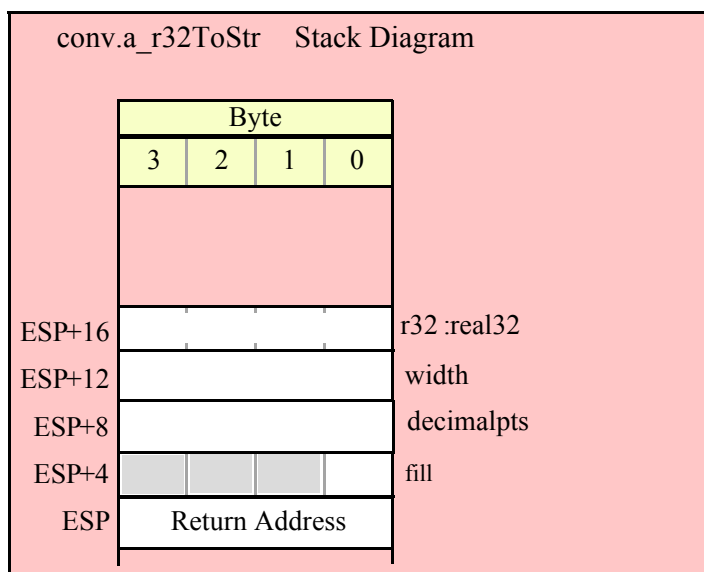 conv.a_r32ToStr Stack Diagram
Byte
3 2 1 0
ESP+16 r32 :real32
ESP+12 width
ESP+8 decimalpts
ESP+4 fill
ESP Return Address